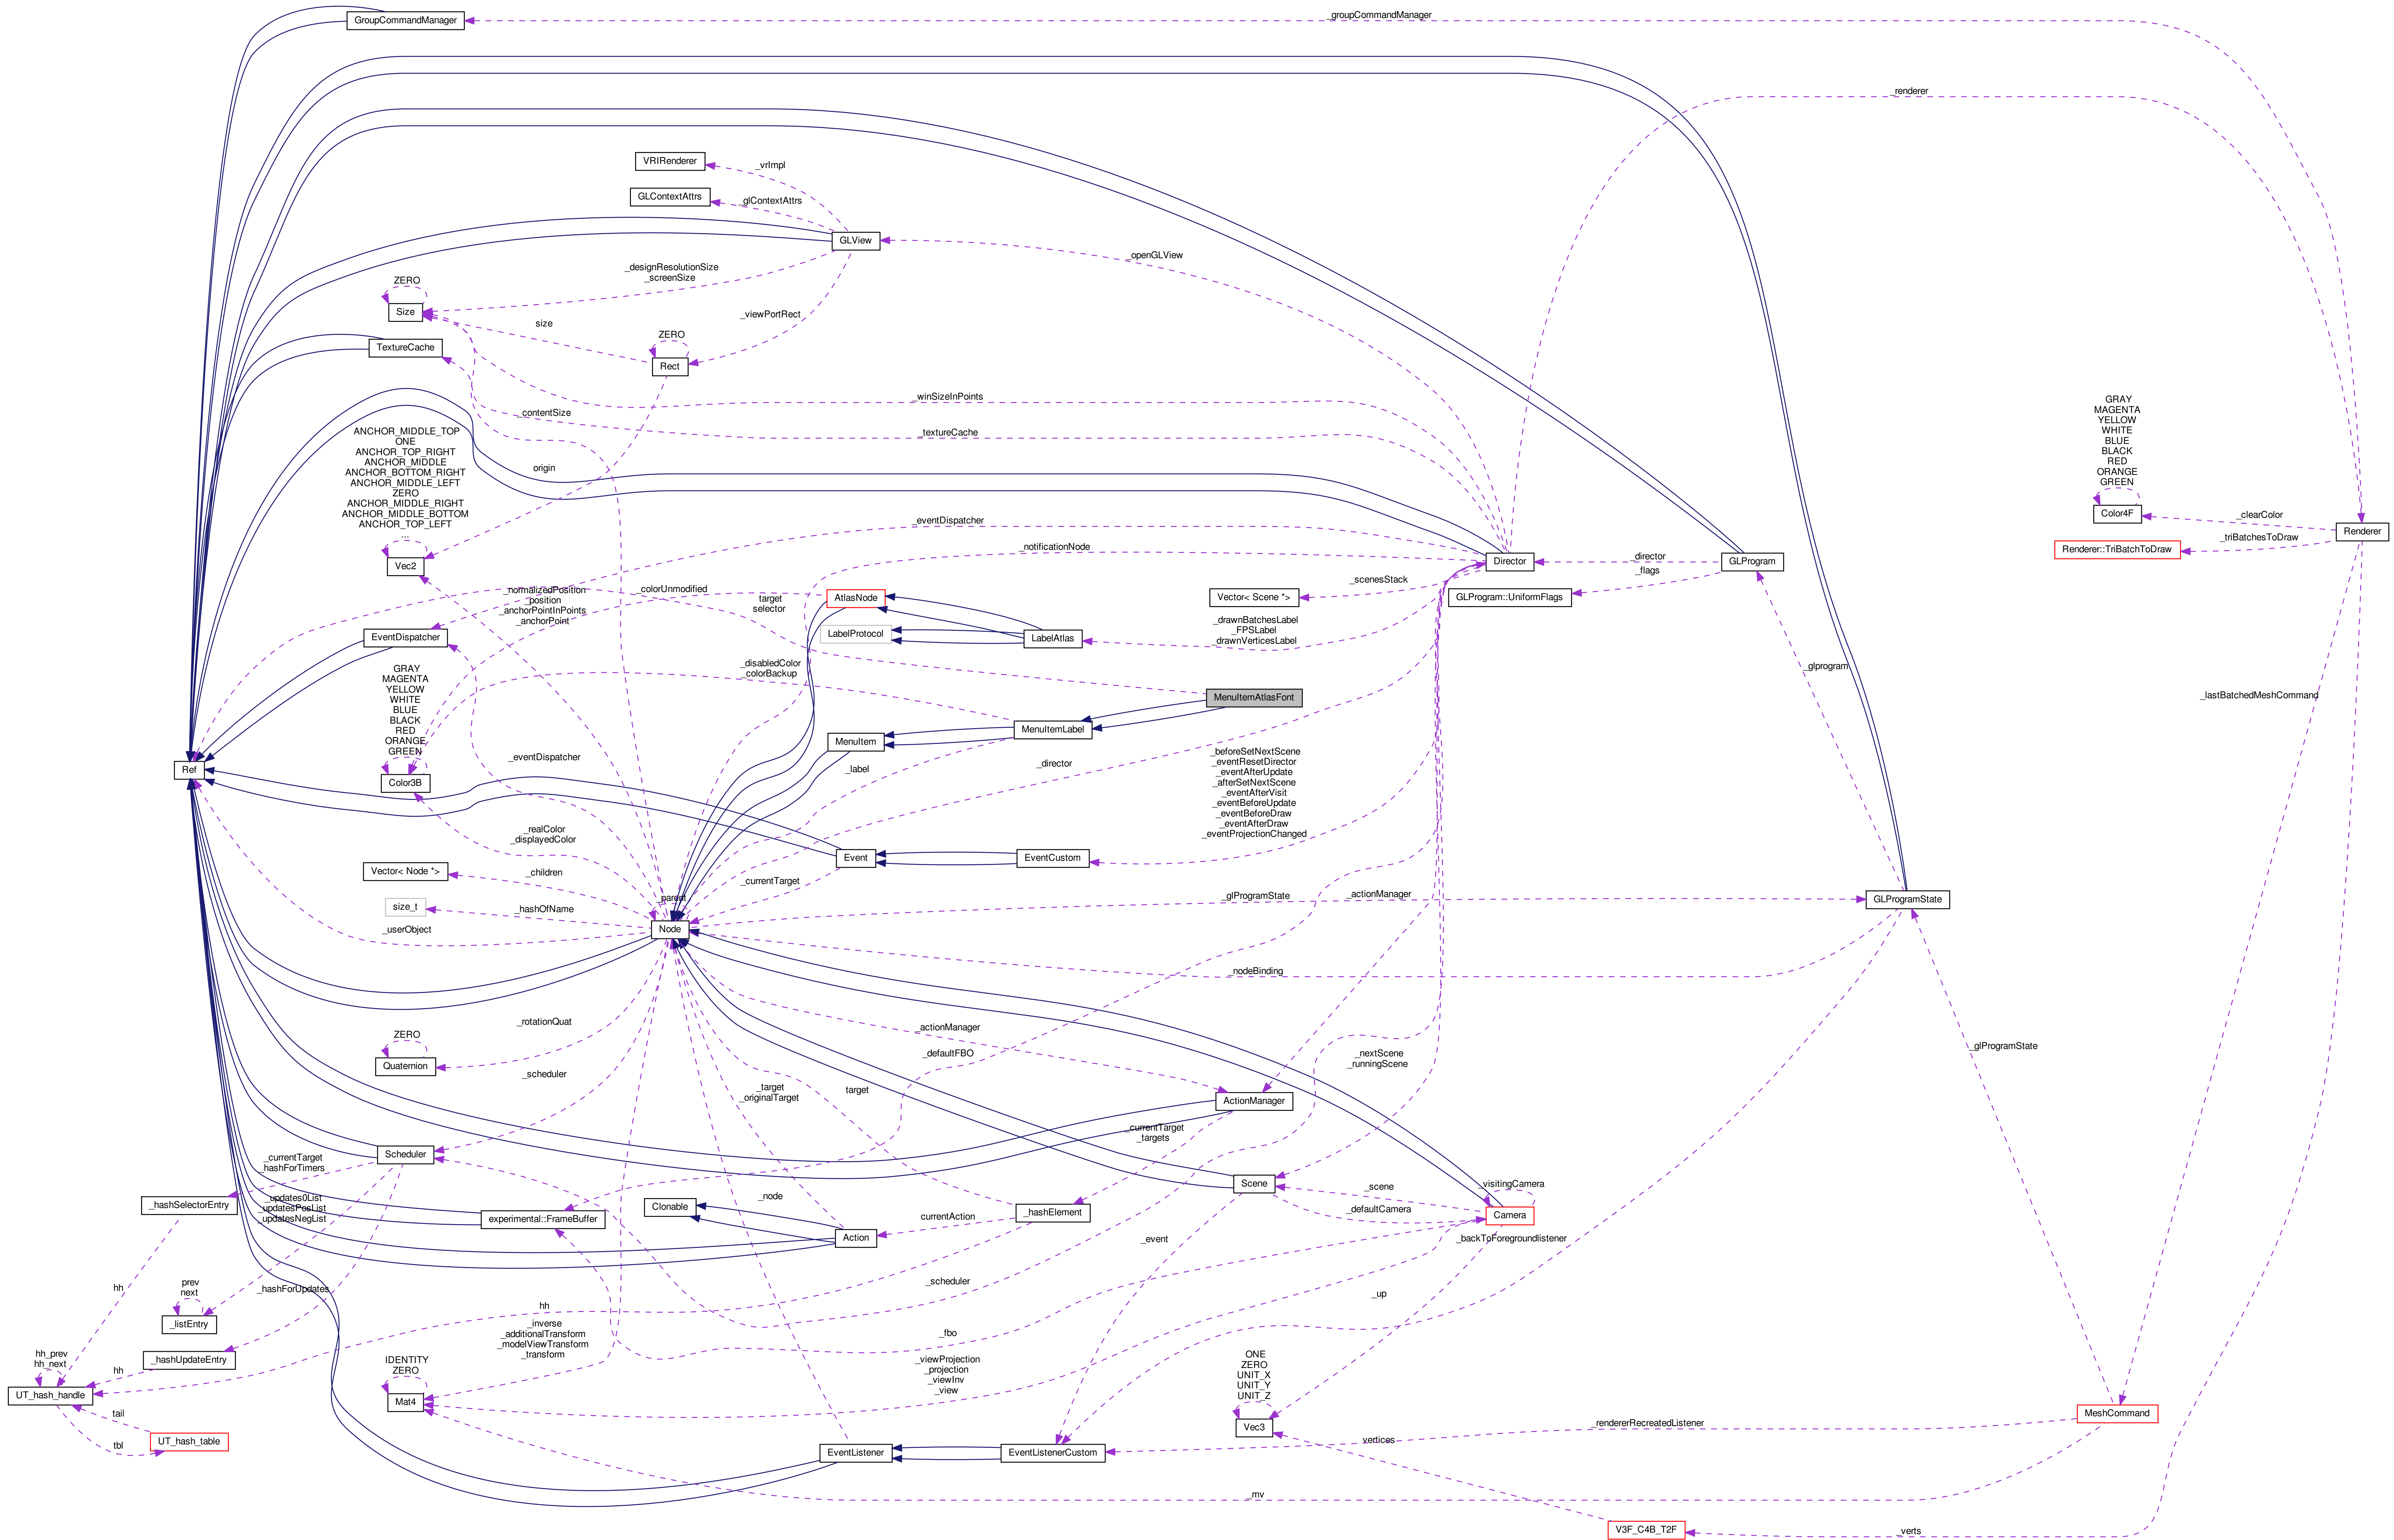 _groupCommandManager
GroupCommandManager
_renderer
VRIRenderer
_vrImpl
GLContextAttrs
_glContextAttrs
GLView
_openGLView
_designResolutionSize
_screenSize
ZERO
Size
size
_viewPortRect
ZERO
TextureCache
Rect
_winSizeInPoints
_contentSize
_textureCache
GRAY
MAGENTA
YELLOW
WHITE
BLUE
BLACK
RED
ORANGE
GREEN
Color4F
_clearColor
Renderer
_triBatchesToDraw
Renderer::TriBatchToDraw
ANCHOR_MIDDLE_TOP
ONE
ANCHOR_TOP_RIGHT
ANCHOR_MIDDLE
ANCHOR_BOTTOM_RIGHT
ANCHOR_MIDDLE_LEFT
ZERO
ANCHOR_MIDDLE_RIGHT
ANCHOR_MIDDLE_BOTTOM
ANCHOR_TOP_LEFT
...
Vec2
origin
_eventDispatcher
_notificationNode
Director
_director
GLProgram
_flags
GLProgram::UniformFlags
_scenesStack
Vector< Scene *>
_normalizedPosition
_position
_anchorPointInPoints
_anchorPoint
_colorUnmodified
target
selector
AtlasNode
LabelProtocol
LabelAtlas
_drawnBatchesLabel
_FPSLabel
_drawnVerticesLabel
EventDispatcher
GRAY
MAGENTA
YELLOW
WHITE
BLUE
BLACK
RED
ORANGE
GREEN
Color3B
_disabledColor
_colorBackup
MenuItemAtlasFont
MenuItemLabel
MenuItem
_glprogram
_lastBatchedMeshCommand
Ref
_eventDispatcher
_label
_director
_beforeSetNextScene
_eventResetDirector
_eventAfterUpdate
_afterSetNextScene
_eventAfterVisit
_eventBeforeUpdate
_eventBeforeDraw
_eventAfterDraw
_eventProjectionChanged
_realColor
_displayedColor
Event
EventCustom
Vector< Node *>
_children
_currentTarget
size_t
_hashOfName
_parent
_glProgramState
_actionManager
GLProgramState
_userObject
Node
_nodeBinding
_rotationQuat
ZERO
Quaternion
_actionManager
_defaultFBO
_nextScene
_runningScene
_glProgramState
_scheduler
_target
_originalTarget
target
ActionManager
_currentTarget
_targets
Scheduler
_currentTarget
_hashForTimers
_hashSelectorEntry
_updates0List
_updatesPosList
_updatesNegList
experimental::FrameBuffer
_node
Clonable
Action
currentAction
_hashElement
Scene
_scene
_defaultCamera
_visitingCamera
Camera
_event
_backToForegroundlistener
hh
prev
next
_listEntry
_hashForUpdates
_scheduler
_up
hh
_inverse
_additionalTransform
_modelViewTransform
_transform
_fbo
hh_prev
hh_next
_hashUpdateEntry
hh
UT_hash_handle
IDENTITY
ZERO
Mat4
_viewProjection
_projection
_viewInv
_view
ONE
ZERO
UNIT_X
UNIT_Y
UNIT_Z
Vec3
MeshCommand
tail
tbl
UT_hash_table
EventListener
EventListenerCustom
_rendererRecreatedListener
vertices
_mv
V3F_C4B_T2F
_verts